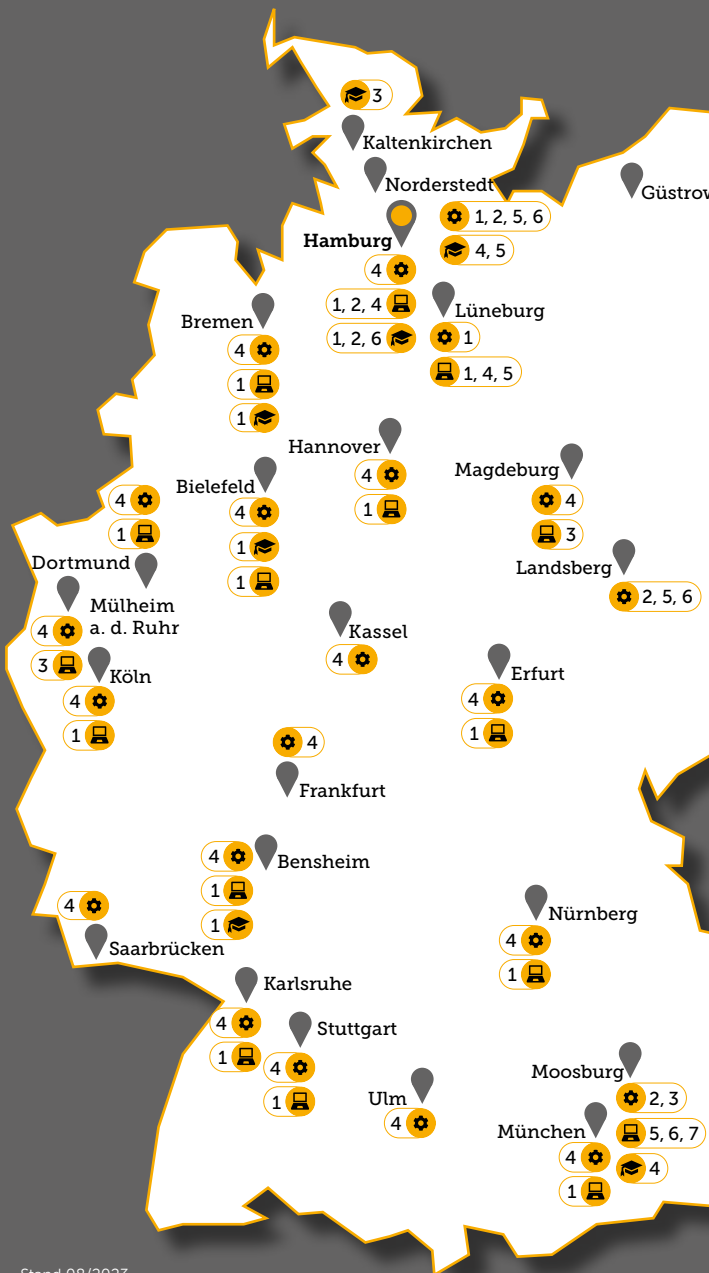 3
Kaltenkirchen
Norderstedt
Güstrow
1, 2, 5, 6
Hamburg
4, 5
4
1, 2, 4
Lüneburg
1, 2, 6
1
1, 4, 5
Bremen
4
1
1
Hannover
4
1
Magdeburg
4
3
Bielefeld
4
1
1
4
1
Dortmund
Mülheim
a. d. Ruhr
Landsberg
2, 5, 6
4
3
Köln
4
1
Kassel
4
Erfurt
4
1
4
Frankfurt
4
Bensheim
1
1
4
Saarbrücken
Nürnberg
4
1
Karlsruhe
4
1
Stuttgart
4
1
Ulm
4
Moosburg
2, 3
5, 6, 7
4
München
4
1
Stand 08/2023